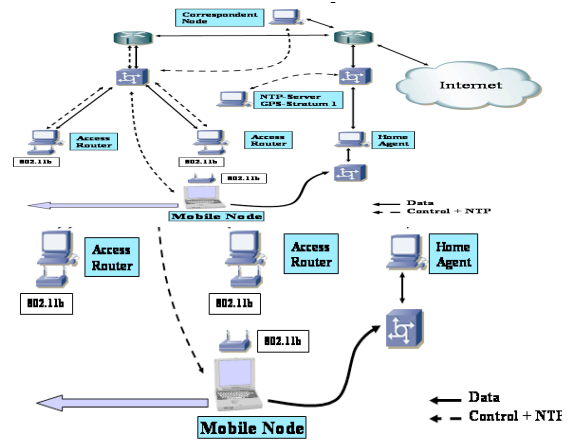 Correspondent
Node
Internet
NTP-Server
GPS-Stratum 1
Access
Router
Access
Router
Home
Agent
802.11b
802.11b
802.11b
Mobile Node
Data
Control + NTP
Access
Router
Access
Router
Home
Agent
802.11b
802.11b
802.11b
Data
Control + NTP
Mobile Node